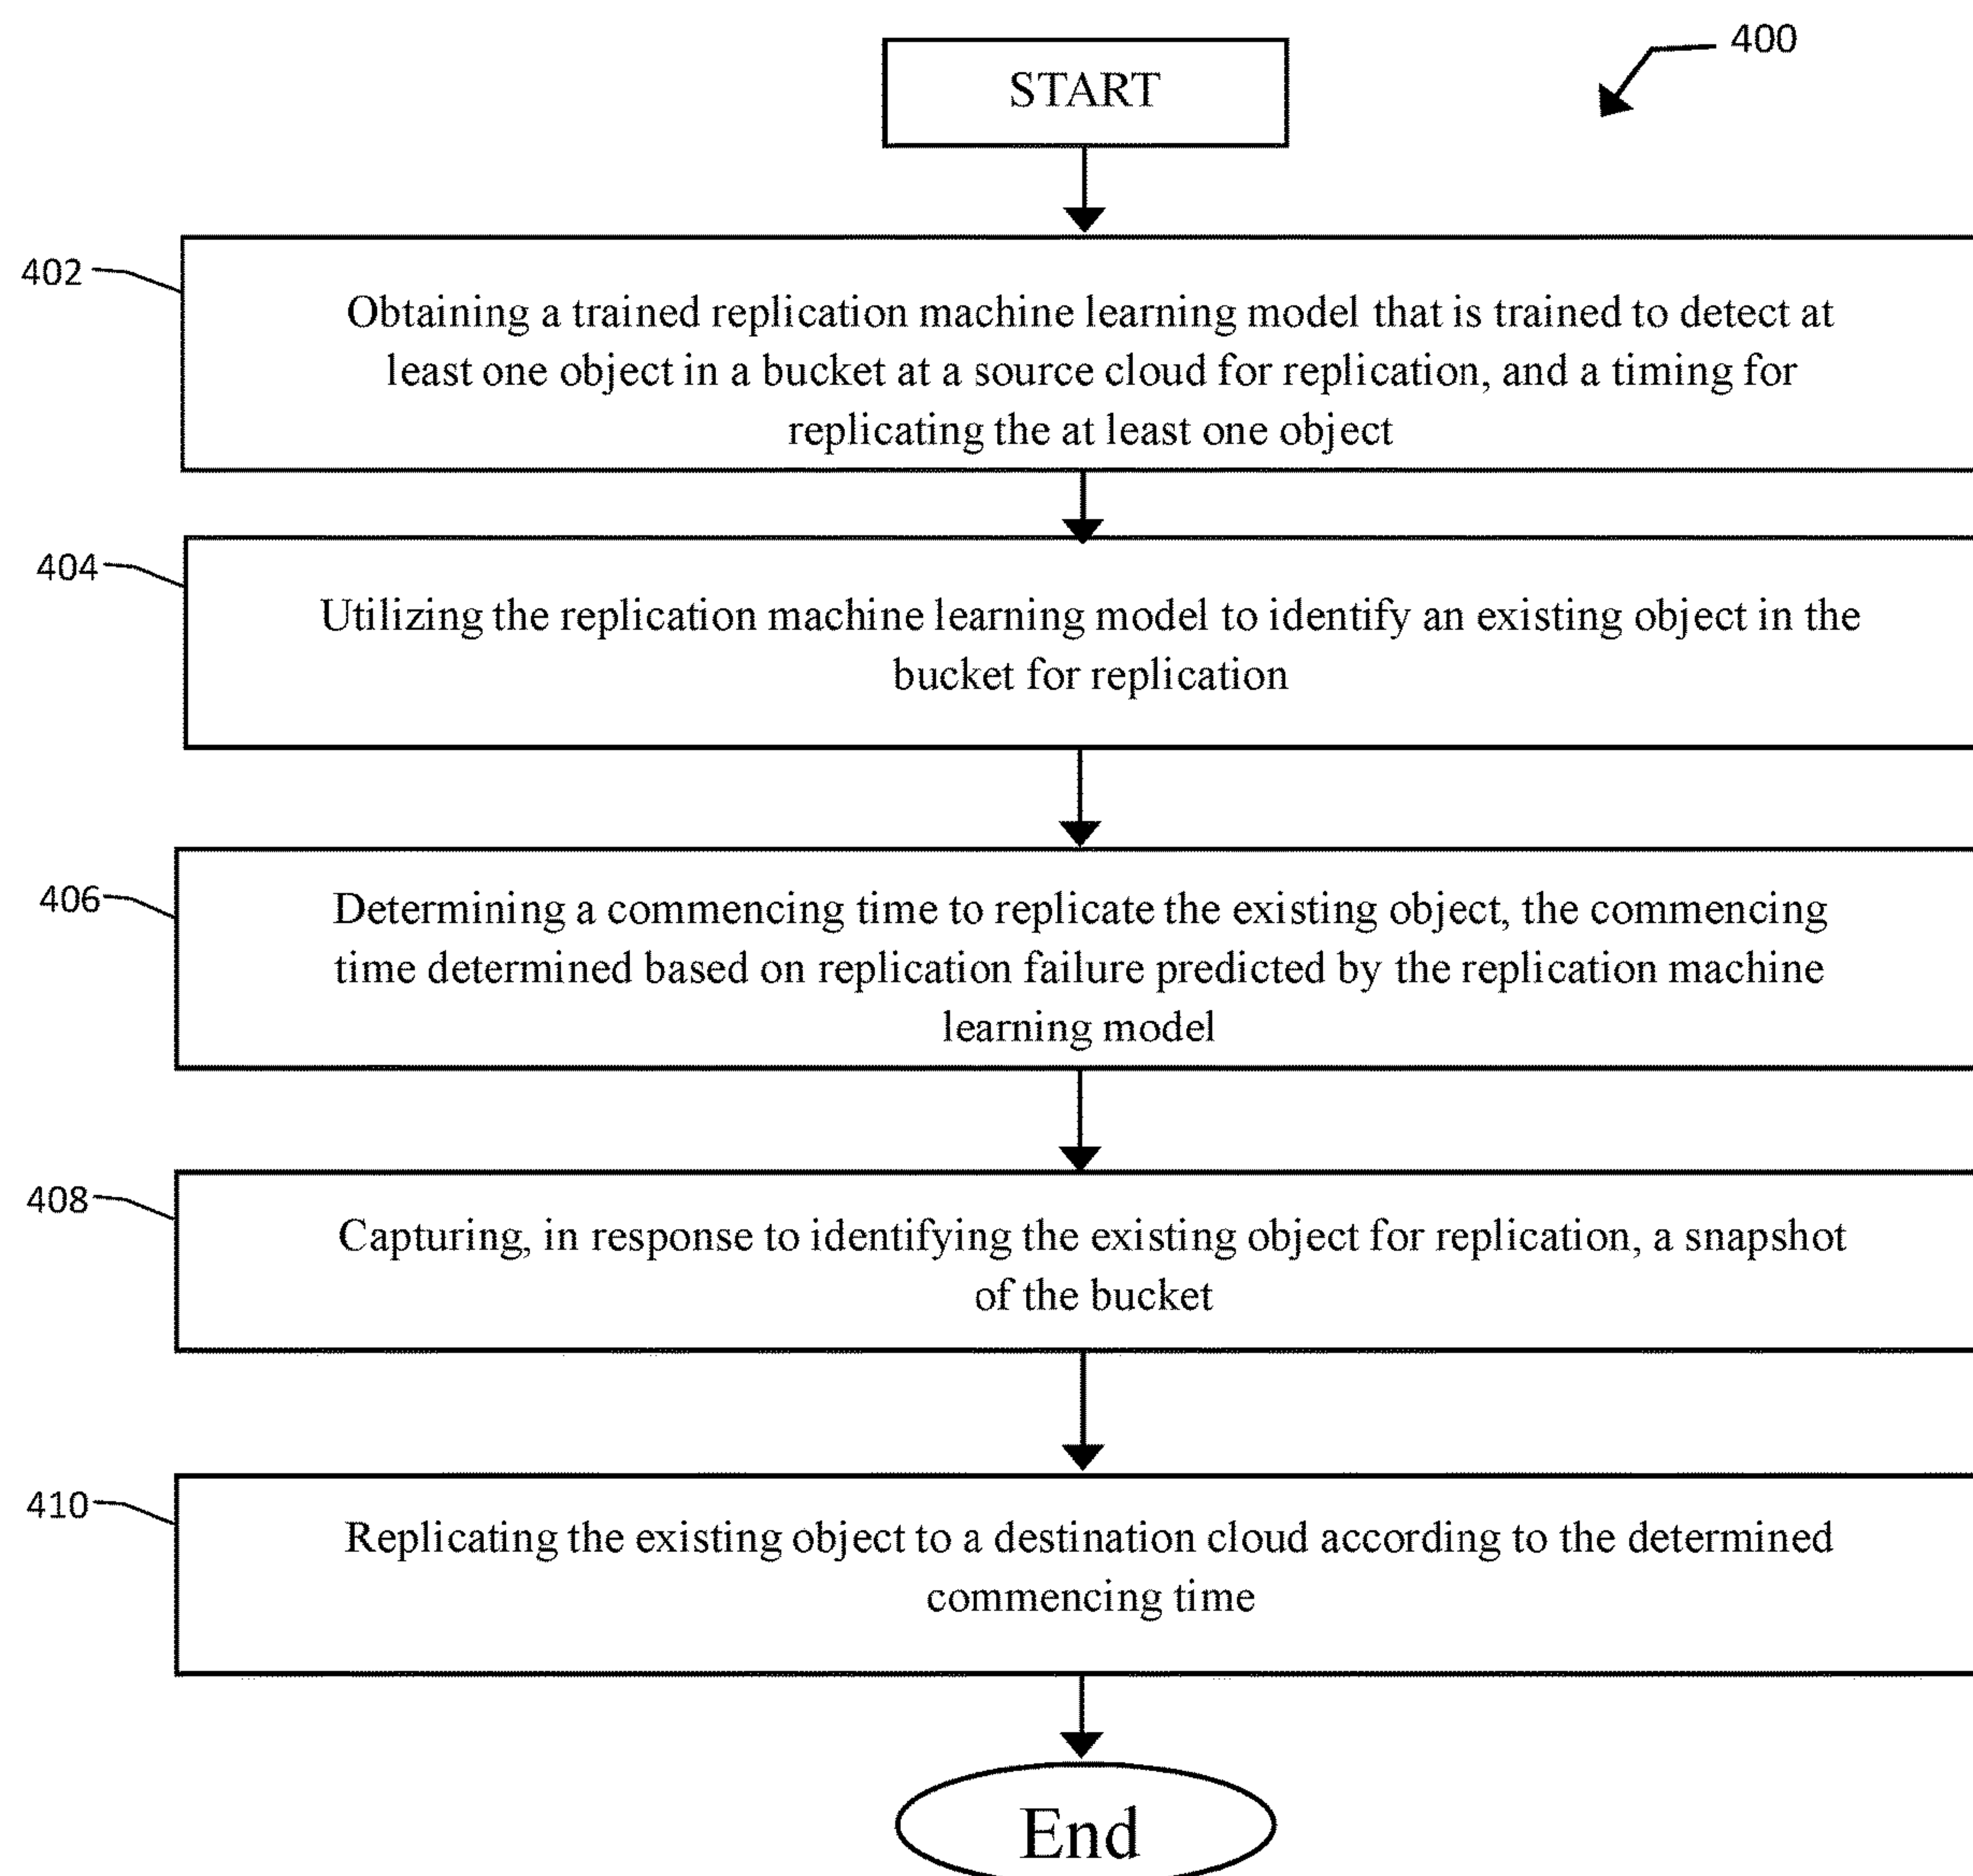 START
400
402
Obtaining a trained replication machine learning model that is trained to detect at
least one object in a bucket at a source cloud for replication, and a timing for
replicating the at least one object
404
Utilizing the replication machine learning model to identify an existing object in the
bucket for replication
406
Determining a commencing time to replicate the existing object, the commencing
time determined based on replication failure predicted by the replication machine
learning model
408
Capturing, in response to identifying the existing object for replication, a snapshot
of the bucket
410
Replicating the existing object to a destination cloud according to the determined
commencing time
End